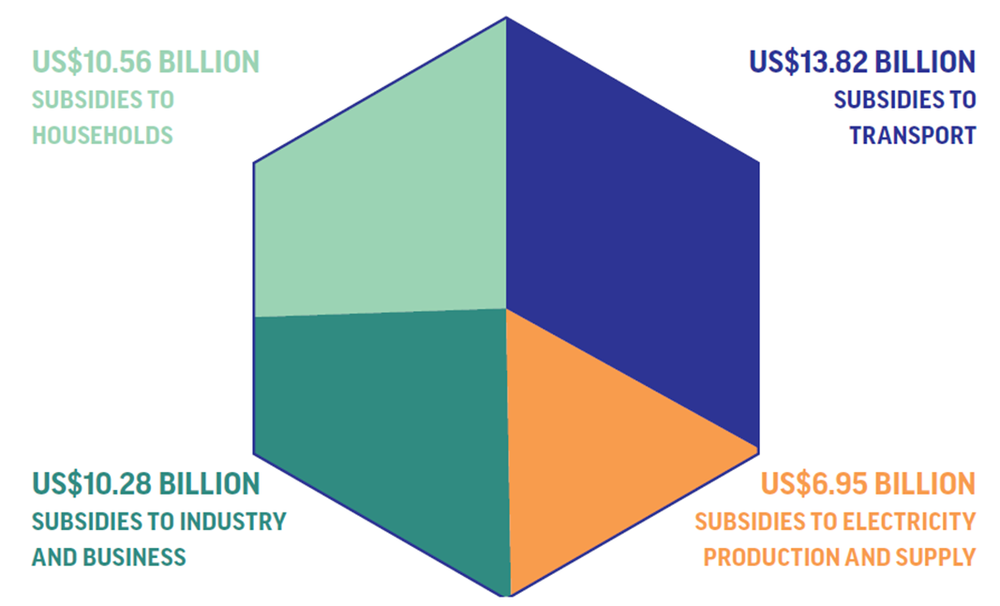 US$10.56 BILLION
SUBSIDIES TO
HOUSEHOLDS
US$13.82 BILLION
SUBSIDIES TO
TRANSPORT
US$10.28 BILLION
SUBSIDIES TO INDUSTRY
AND BUSINESS
US$6.95 BILLION
SUBSIDIES TO ELECTRICITY
PRODUCTION AND SUPPLY